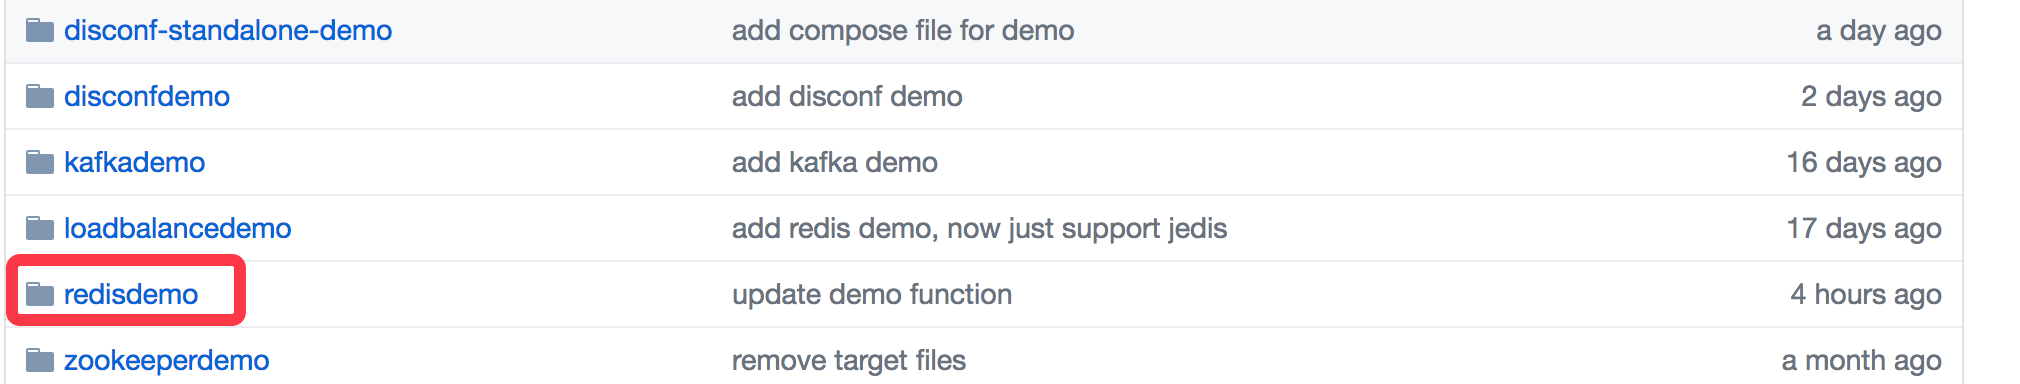 disconf-standalone-demo add compose file for demo a day ago
disconfdemo add disconf demo 2 days ago
kafkademo add kafka demo 16 days ago
loadbalancedemo add redis demo, now just support jedis 17 days ago
redisdemo update demo function 4 hours ago
zookeeperdemo remove target files a month ago